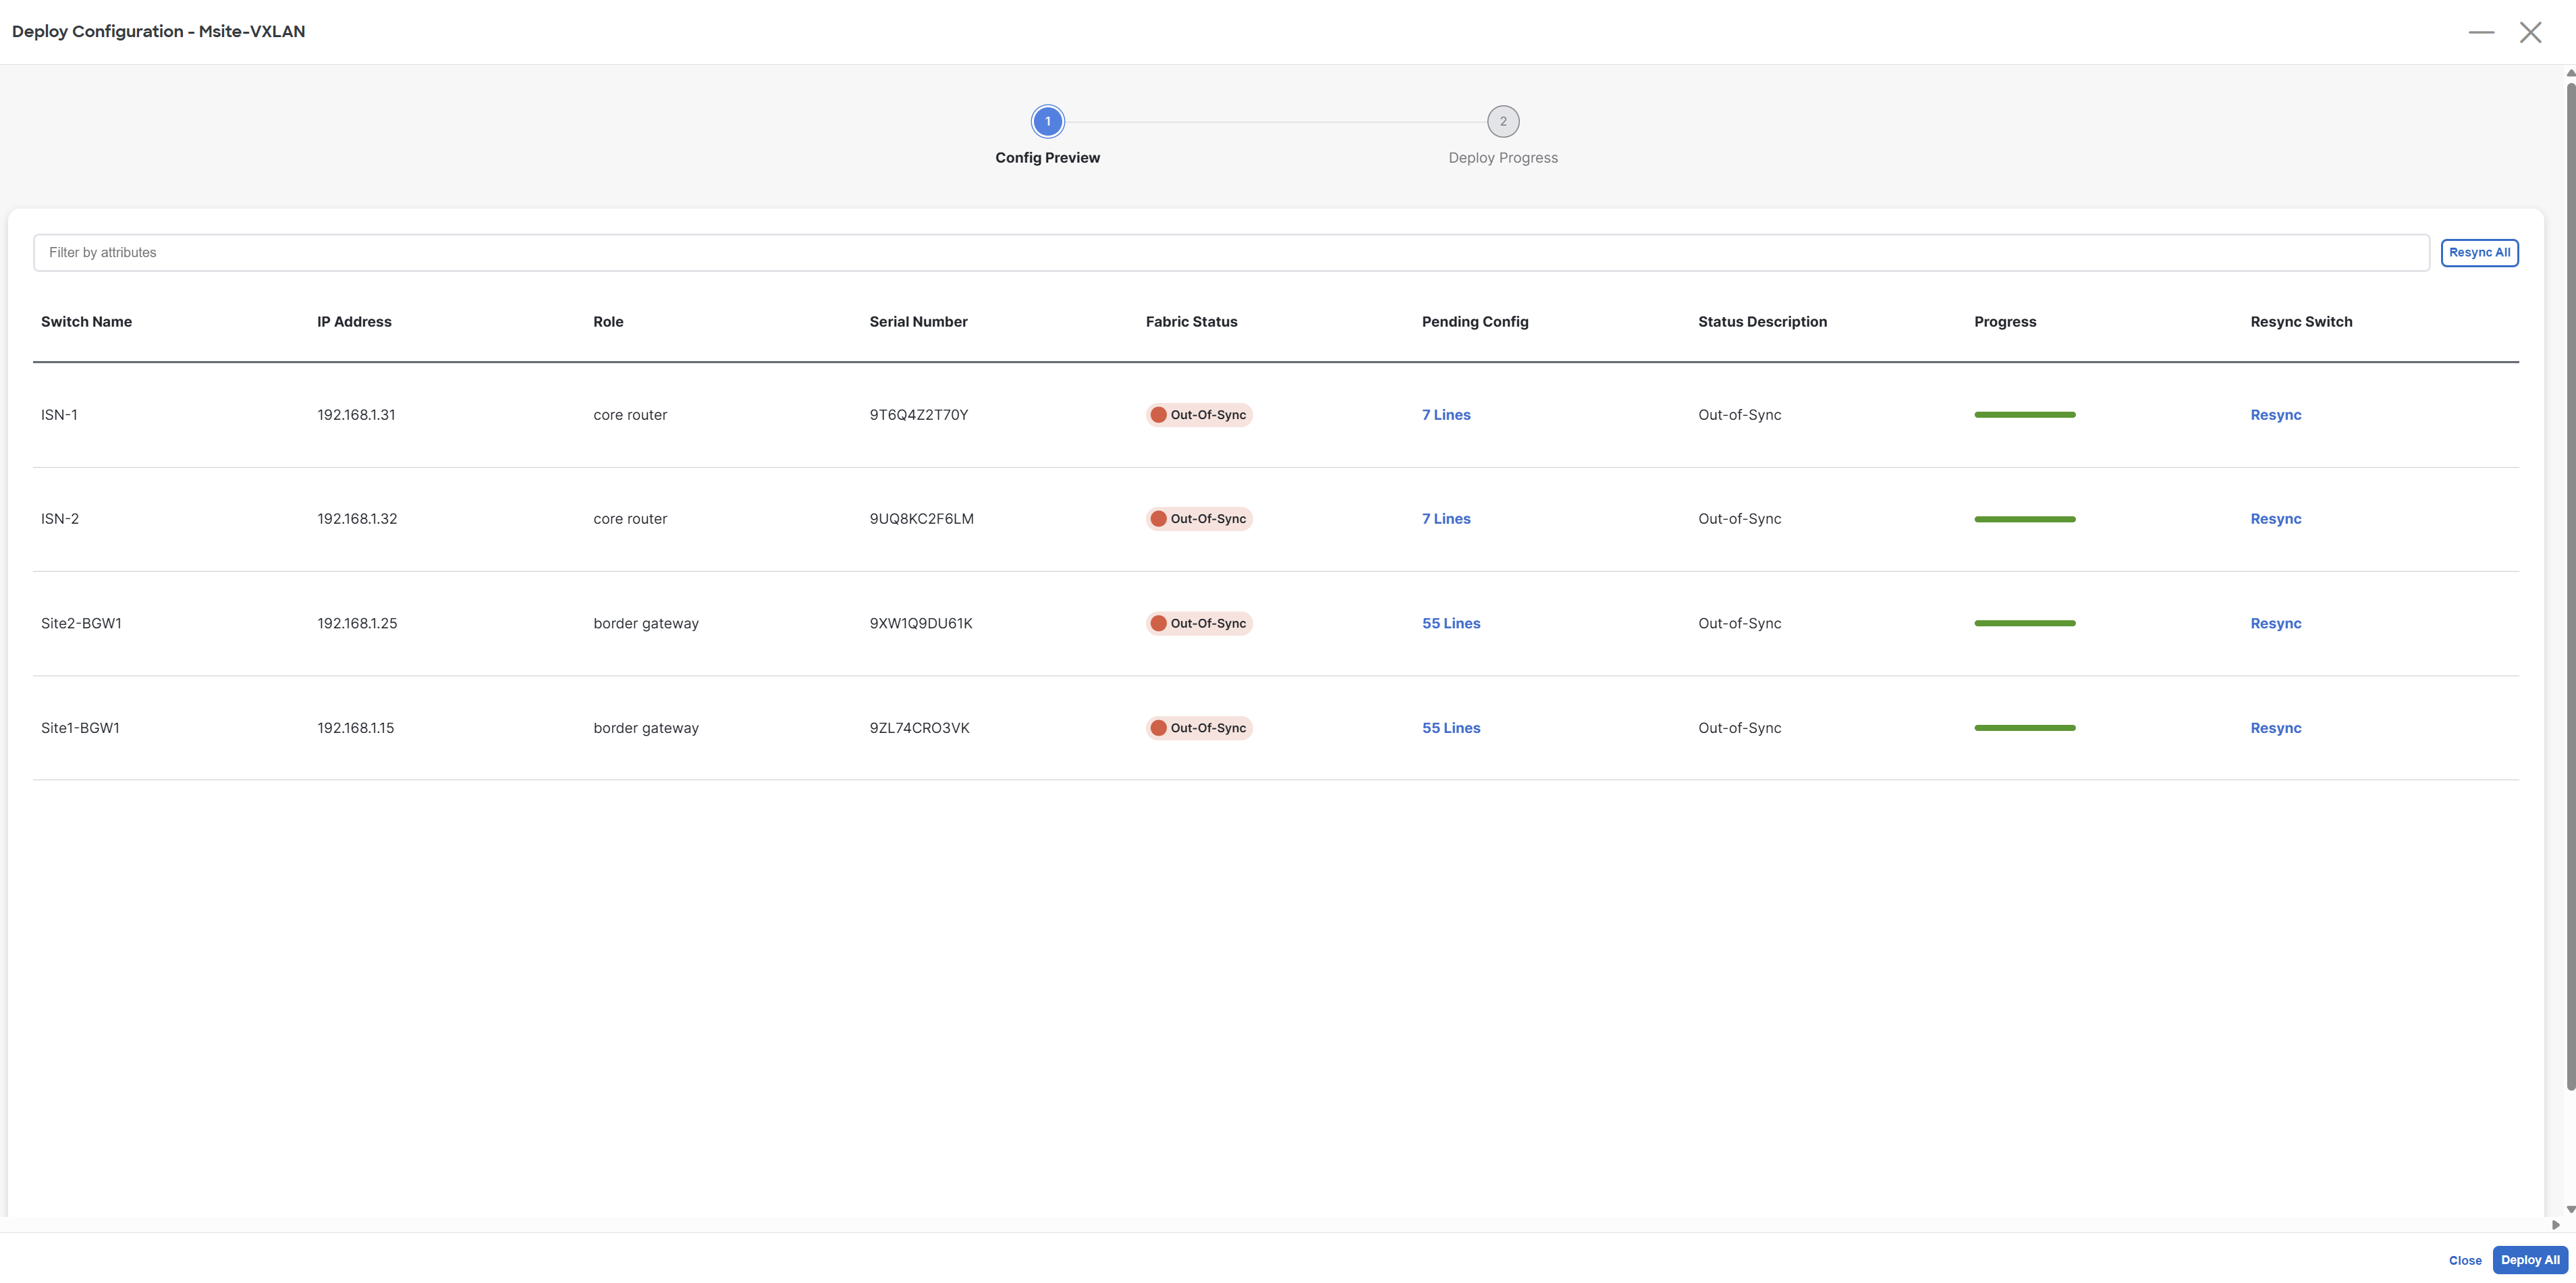 Deploy Configuration - Msite-VXLAN
1
2
Config Preview
Deploy Progress
Filter by attributes
Resync All
Switch Name IP Address Role Serial Number Fabric Status Pending Config Status Description Progress Resync Switch
ISN-1 192.168.1.31 core router 9T6Q4Z2T70Y Out-Of-Sync 7 Lines Out-of-Sync Resync
ISN-2 192.168.1.32 core router 9UQ8KC2F6LM Out-Of-Sync 7 Lines Out-of-Sync Resync
Site2-BGW1 192.168.1.25 border gateway 9XW1Q9DU61K Out-Of-Sync 55 Lines Out-of-Sync Resync
Site1-BGW1 192.168.1.15 border gateway 9ZL74CRO3VK Out-Of-Sync 55 Lines Out-of-Sync Resync
Close
Deploy All